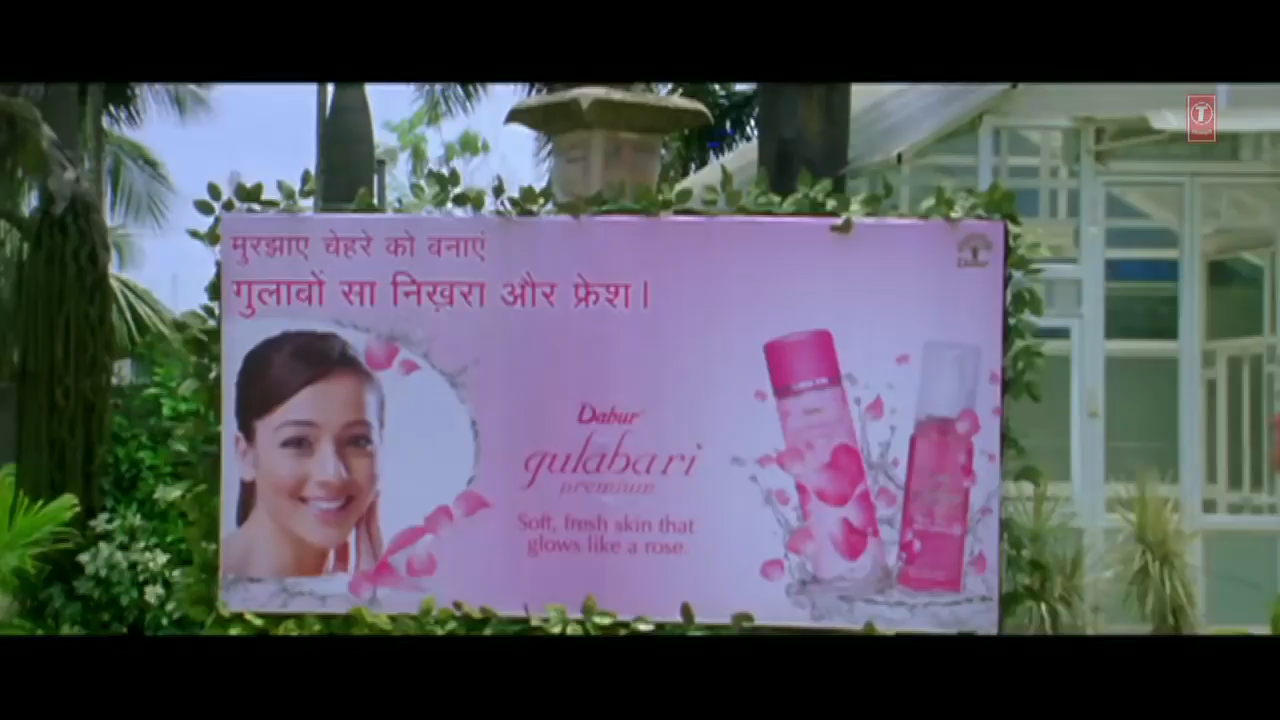 मुरझाए चेहरे को बनाएं
गुलाबों सा निख़रा और फ्रेश।
Dabur
gulabari
premium
Soft, fresh skin that
glows like a rose.
T